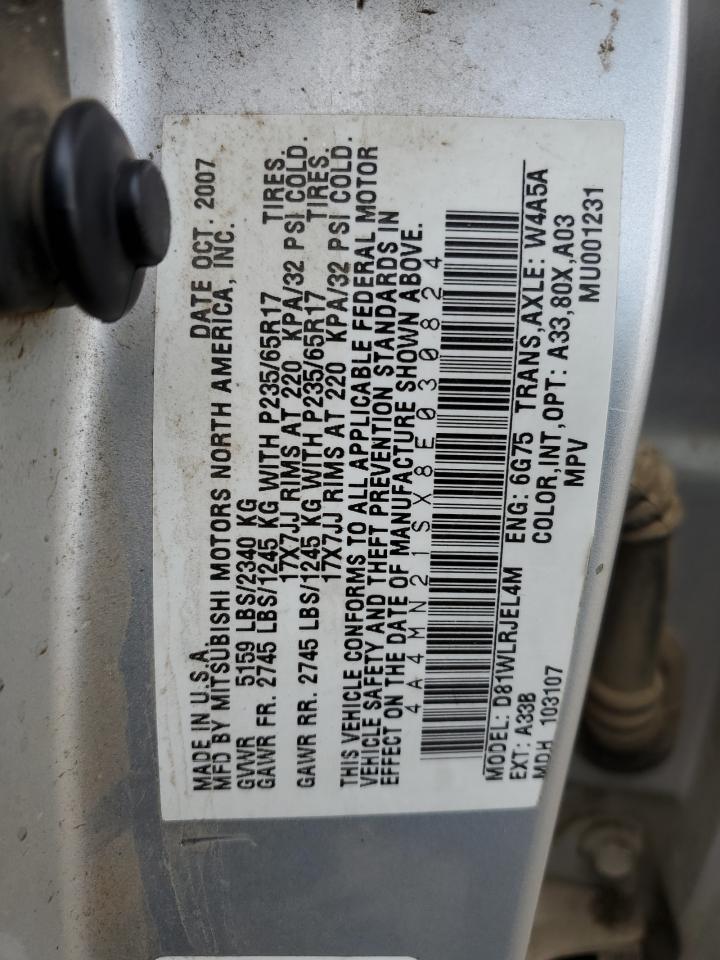 MADE IN U.S.A. DATE OCT. 2007
MFD BY MITSUBISHI MOTORS NORTH AMERICA, INC.
GVWR 5159 LBS/2340 KG
GAWR FR. 2745 LBS/1245 KG WITH P235/65R17 TIRES.
17X7JJ RIMS AT 220 KPA/32 PSI COLD.
GAWR RR. 2745 LBS/1245 KG WITH P235/65R17 TIRES.
17X7JJ RIMS AT 220 KPA/32 PSI COLD.
THIS VEHICLE CONFORMS TO ALL APPLICABLE FEDERAL MOTOR
VEHICLE SAFETY AND THEFT PREVENTION STANDARDS IN
EFFECT ON THE DATE OF MANUFACTURE SHOWN ABOVE.
4A4MN21SX8E030824
MODEL: D81WLRJEL4M ENG: 6G75 TRANS,AXLE: W4A5A
EXT: A33B COLOR,INT,OPT: A33,80X,A03
MDH 103107 MPV MU001231